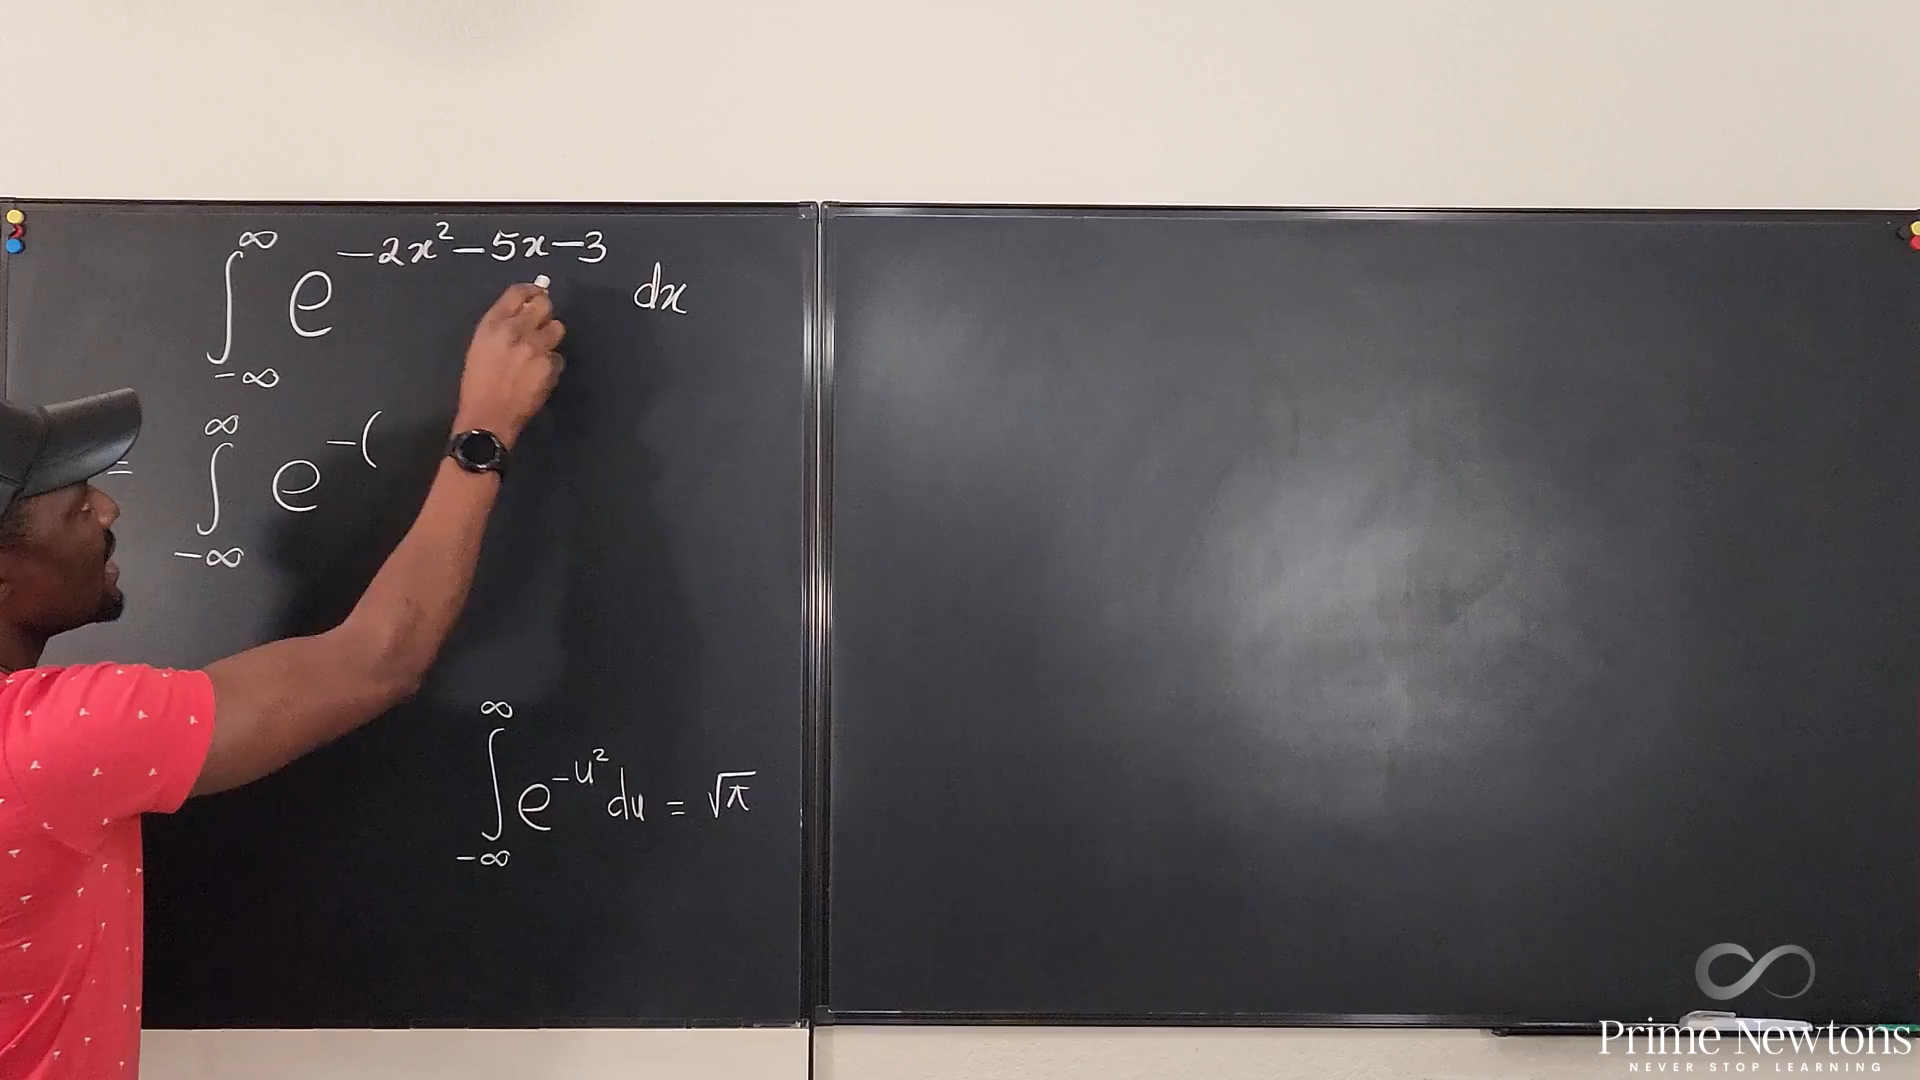 ∫_{-∞}^{∞} e^{-2x²-5x-3} dx
= ∫_{-∞}^{∞} e^{-(
∫_{-∞}^{∞} e^{-u²} du = √π
Prime Newtons
NEVER STOP LEARNING